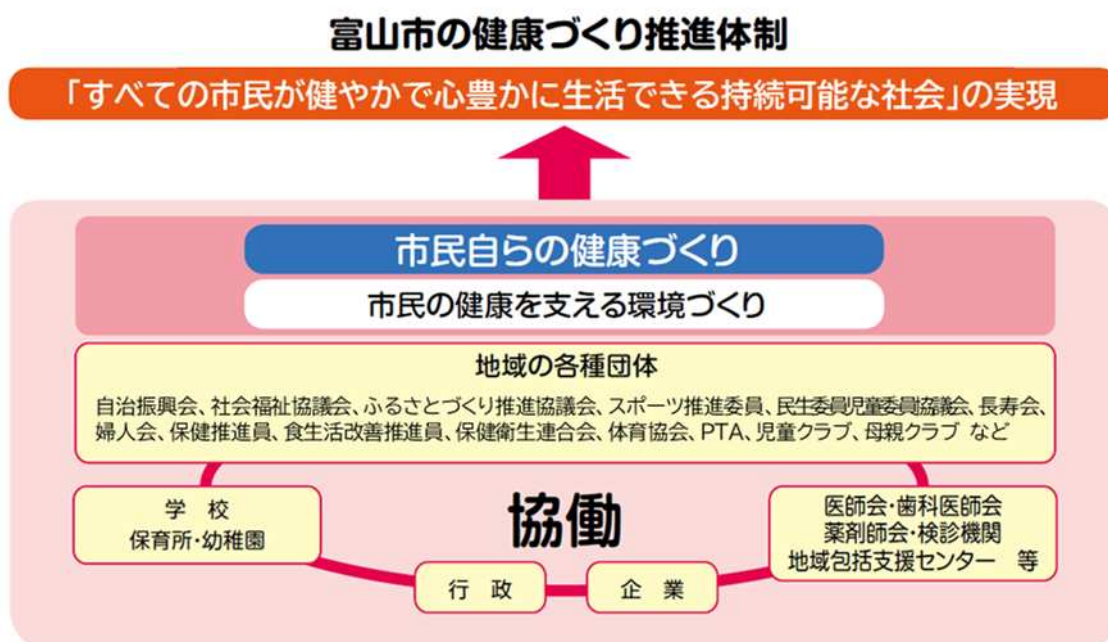 富山市の健康づくり推進体制
「すべての市民が健やかで心豊かに生活できる持続可能な社会」の実現
市民自らの健康づくり
市民の健康を支える環境づくり
地域の各種団体
自治振興会、社会福祉協議会、ふるさとづくり推進協議会、スポーツ推進委員、民生委員児童委員協議会、長寿会、
婦人会、保健推進員、食生活改善推進員、保健衛生連合会、体育協会、PTA、児童クラブ、母親クラブ など
学　校
保育所・幼稚園
協働
医師会・歯科医師会
薬剤師会・検診機関
地域包括支援センター　等
行　政
企　業